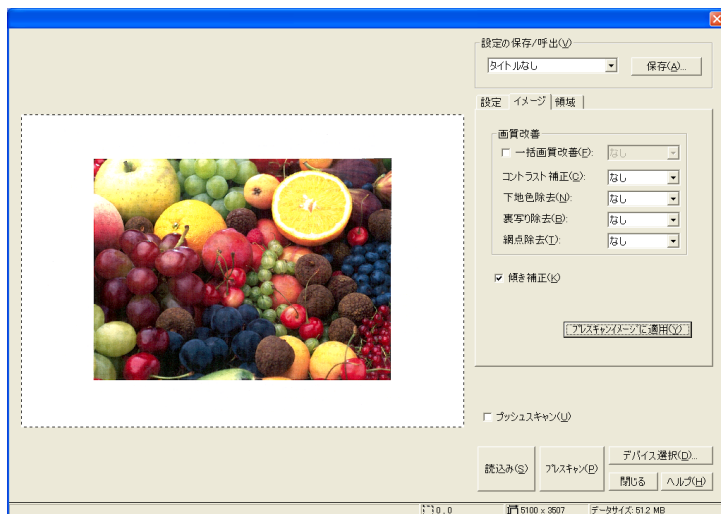 設定の保存/呼出(V)
タイトルなし
保存(A)...
設定 イメージ 領域
画質改善
一括画質改善(F): なし
コントラスト補正(C): なし
下地色除去(N): なし
裏写り除去(B): なし
網点除去(T): なし
傾き補正(K)
プレスキャンイメージに適用(Y)
プッシュスキャン(U)
読込み(S) プレスキャン(P)
デバイス選択(D)...
閉じる ヘルプ(H)
0 , 0 5100 x 3507 データサイズ: 51.2 MB